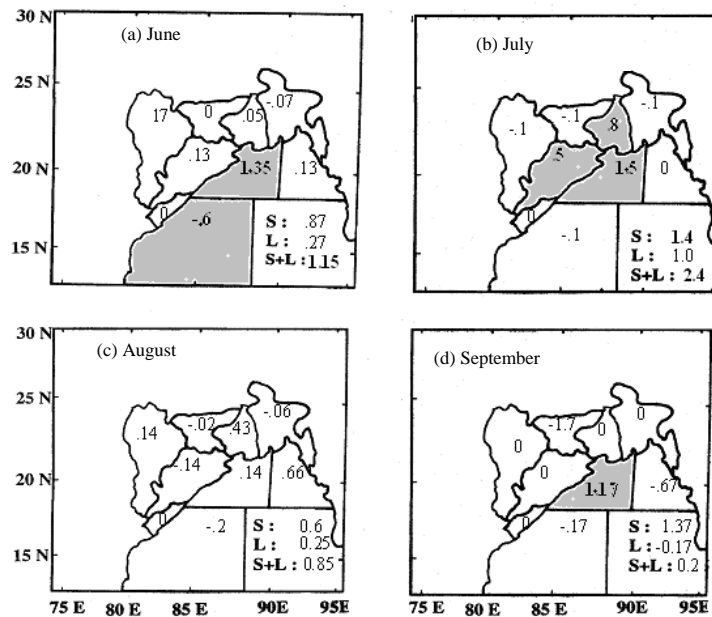 30 N
25 N
20 N
15 N
(a) June
17
0
.05
-.07
.13
1.35
.13
0
-.6
S : .87
L : .27
S+L : 1.15
(b) July
-.1
-.1
.8
-.1
.5
1.5
0
0
-.1
S : 1.4
L : 1.0
S+L : 2.4
30 N
25 N
20 N
15 N
(c) August
.14
-.02
.43
-.06
-.14
.14
.66
0
-.2
S : 0.6
L : 0.25
S+L : 0.85
75 E 80 E 85E 90E 95E
(d) September
0
-1.7
0
0
0
1.17
-.67
0
-.17
S : 1.37
L : -0.17
S+L : 0.2
75 E 80 E 85E 90E 95E